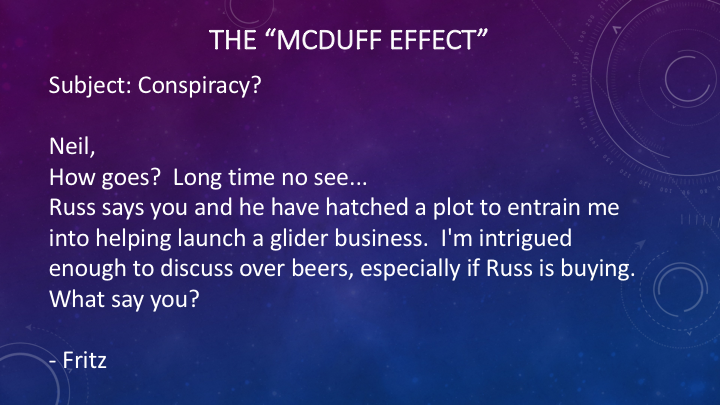 THE “MCDUFF EFFECT”
Subject: Conspiracy?
Neil,
How goes?  Long time no see...
Russ says you and he have hatched a plot to entrain me
into helping launch a glider business.  I'm intrigued
enough to discuss over beers, especially if Russ is buying.
What say you?
- Fritz